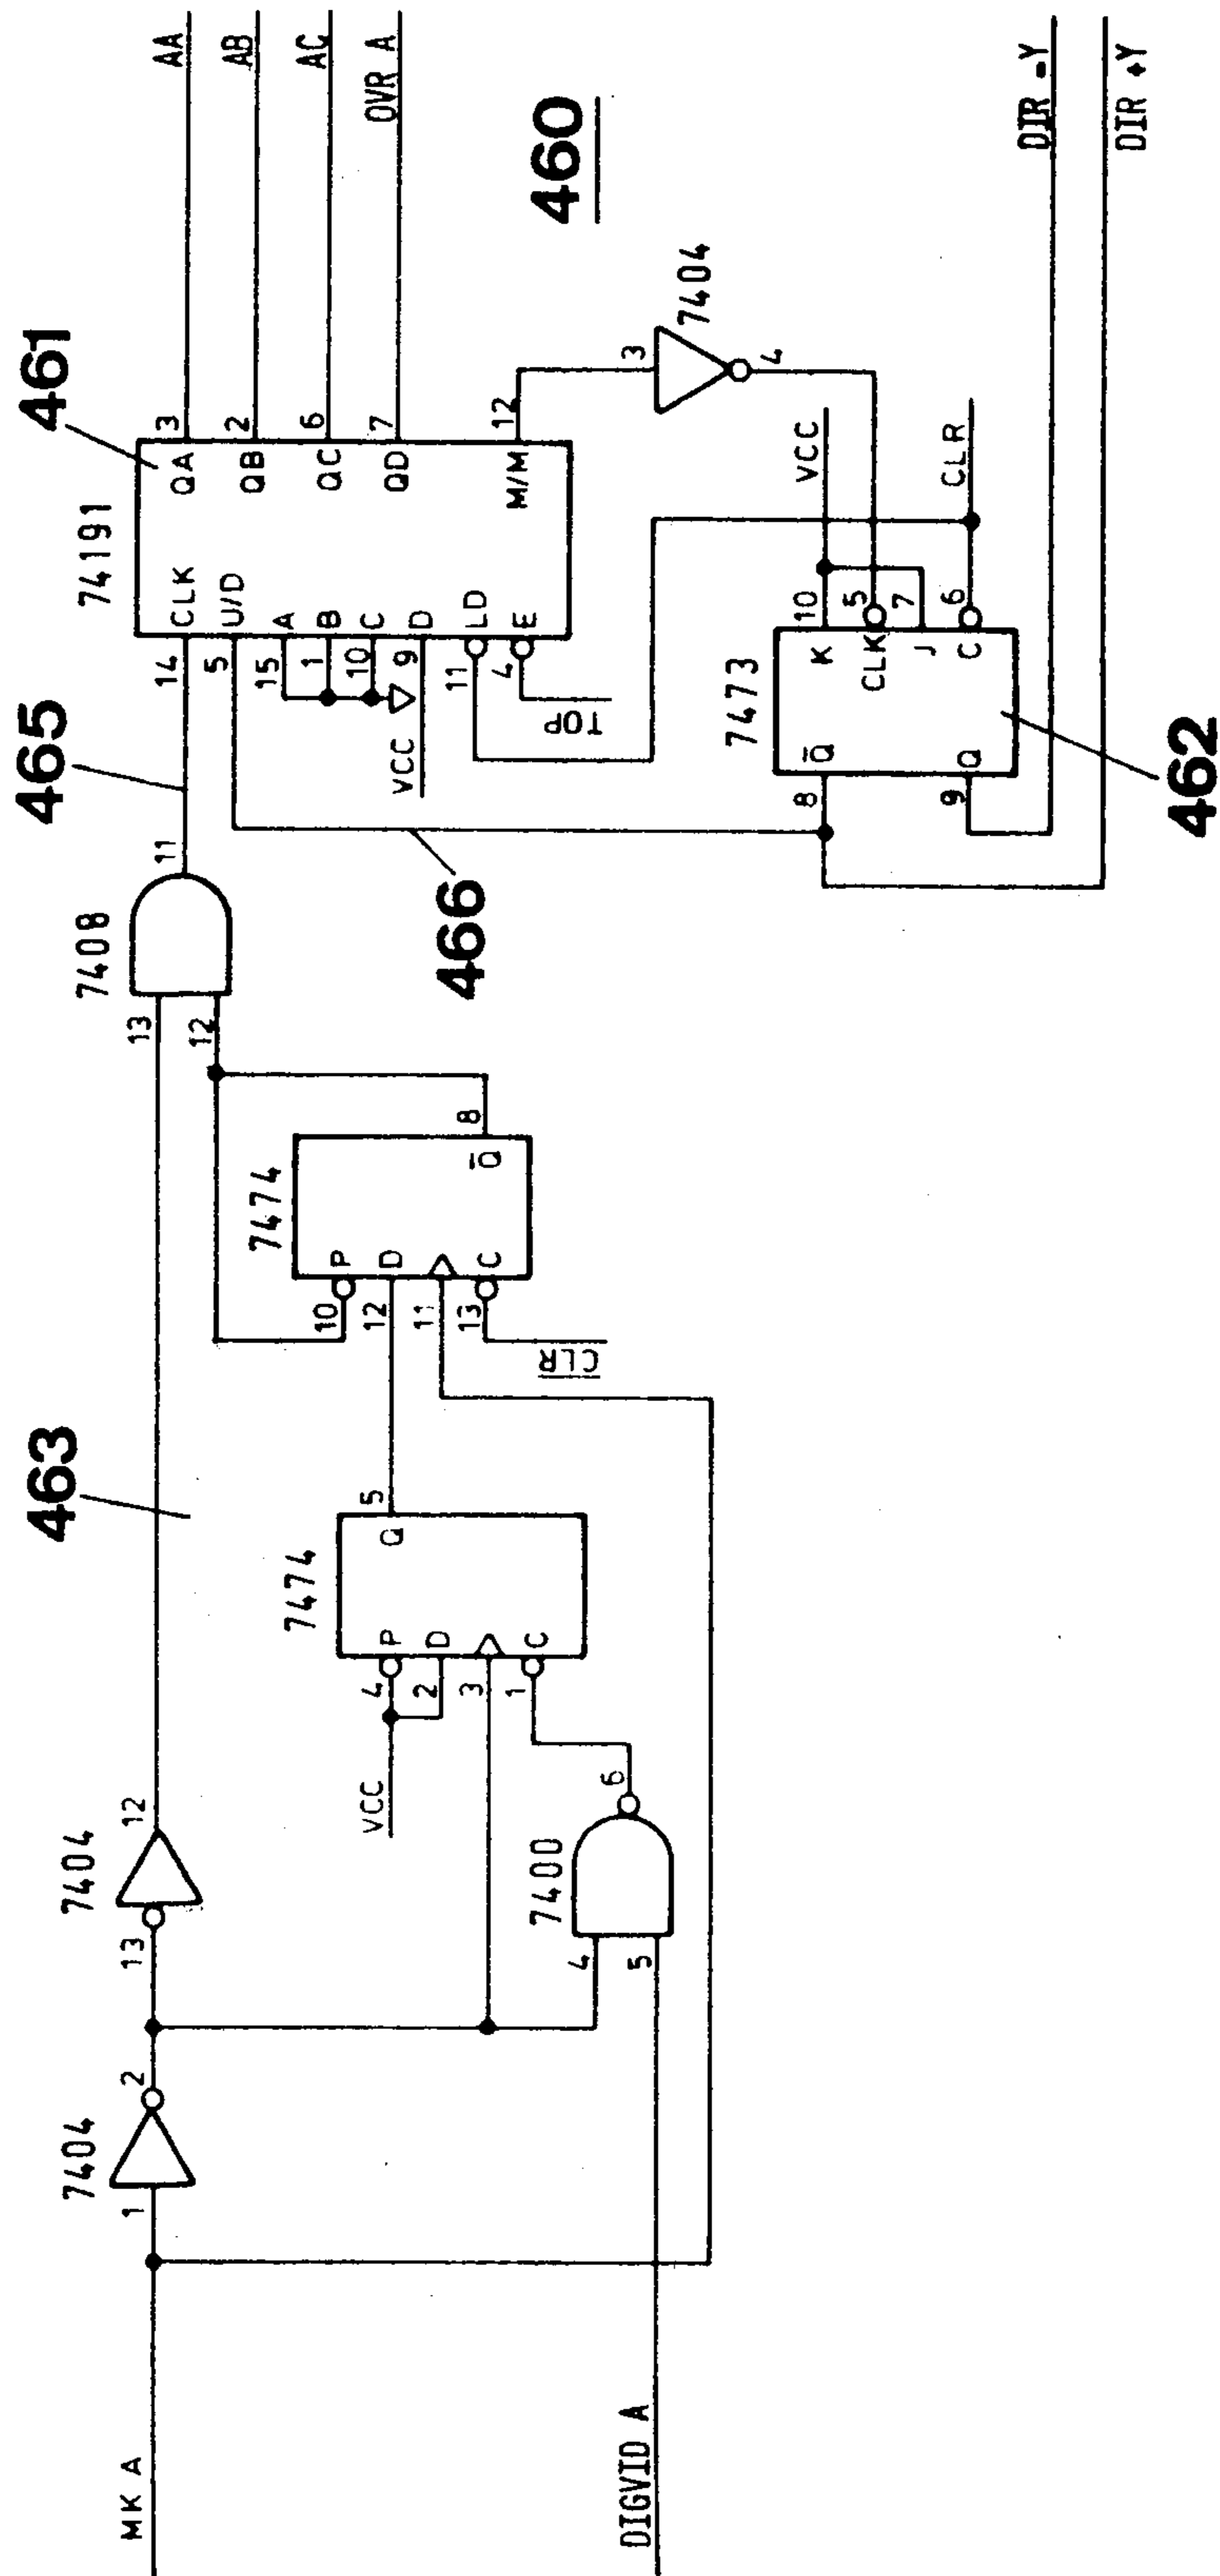 463
465
461
466
460
462
MK A
1
7404
2
13
7404
12
DIGVID A
7400
4
5
6
VCC
7474
4
P
2
D
3
1
C
Q
5
7474
10
P
12
D
11
13
C
CLR
Q
8
13
12
7408
11
74191
14
CLK
5
U/D
15
A
1
B
10
C
9
D
VCC
11
LD
4
E
TOP
QA
3
QB
2
QC
6
QD
7
M/M
12
AA
AB
AC
OVR A
3
7404
4
7473
8
Q
9
Q
K
10
CLK
5
J
7
C
6
VCC
CLR
DIR -Y
DIR +Y